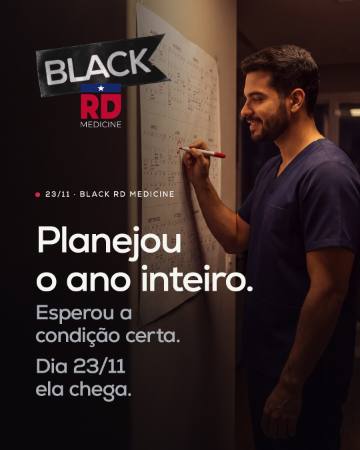 BLACK
RD
MEDICINE
23/11 · BLACK RD MEDICINE
Planejou
o ano inteiro.
Esperou a
condição certa.
Dia 23/11
ela chega.